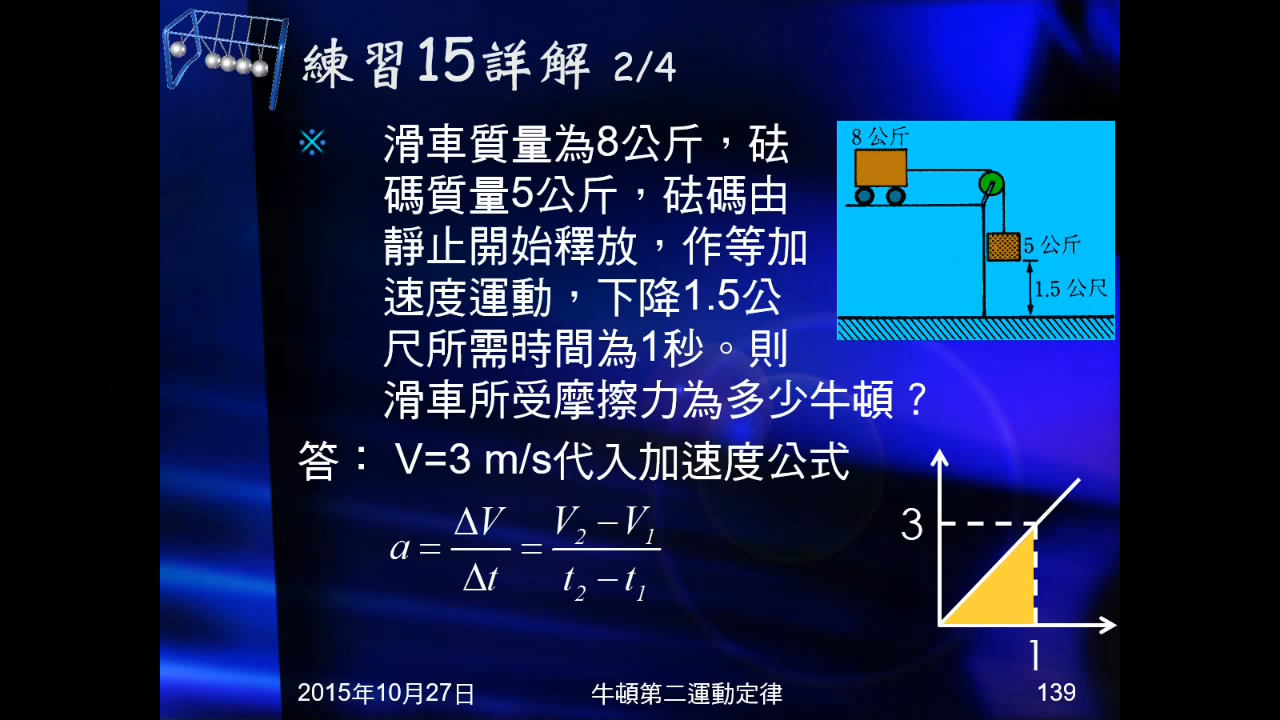 練習15詳解 2/4
※ 滑車質量為8公斤，砝
碼質量5公斤，砝碼由
靜止開始釋放，作等加
速度運動，下降1.5公
尺所需時間為1秒。則
滑車所受摩擦力為多少牛頓？
8公斤
5公斤
1.5公尺
答： V=3 m/s代入加速度公式
a = ΔV/Δt = (V₂ − V₁)/(t₂ − t₁)
3
1
2015年10月27日
牛頓第二運動定律
139